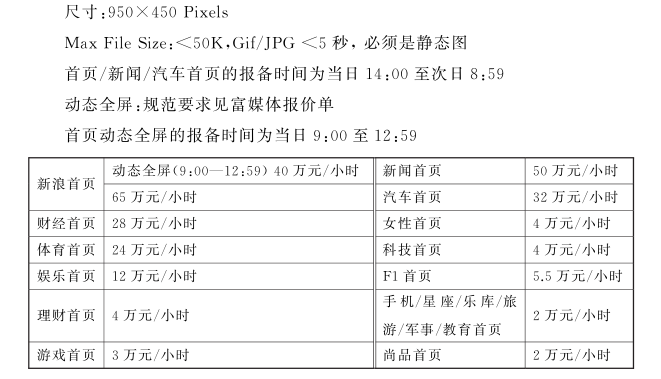 尺寸:950×450 Pixels
Max File Size:<50K,Gif/JPG <5 秒, 必须是静态图
首页/新闻/汽车首页的报备时间为当日 14:00 至次日 8:59
动态全屏:规范要求见富媒体报价单
首页动态全屏的报备时间为当日 9:00 至 12:59
新浪首页 动态全屏(9:00—12:59) 40 万元/小时 新闻首页 50 万元/小时
65 万元/小时 汽车首页 32 万元/小时
财经首页 28 万元/小时 女性首页 4 万元/小时
体育首页 24 万元/小时 科技首页 4 万元/小时
娱乐首页 12 万元/小时 F1 首页 5.5 万元/小时
理财首页 4 万元/小时 手机/星座/乐库/旅
游/军事/教育首页 2 万元/小时
游戏首页 3 万元/小时 尚品首页 2 万元/小时